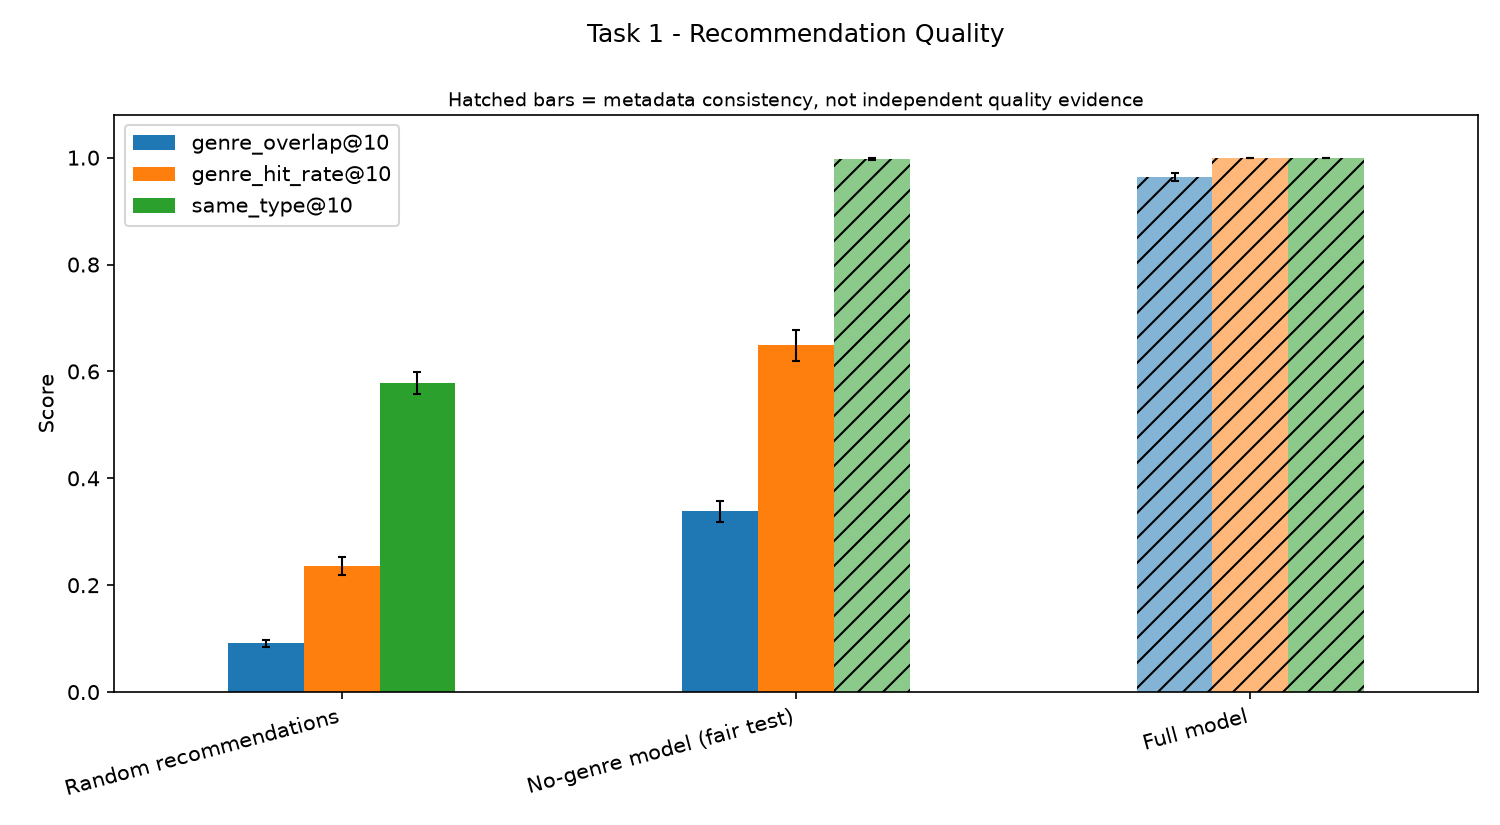 Task 1 - Recommendation Quality
Hatched bars = metadata consistency, not independent quality evidence
genre_overlap@10
genre_hit_rate@10
same_type@10
Score
1.0
0.8
0.6
0.4
0.2
0.0
Random recommendations
No-genre model (fair test)
Full model